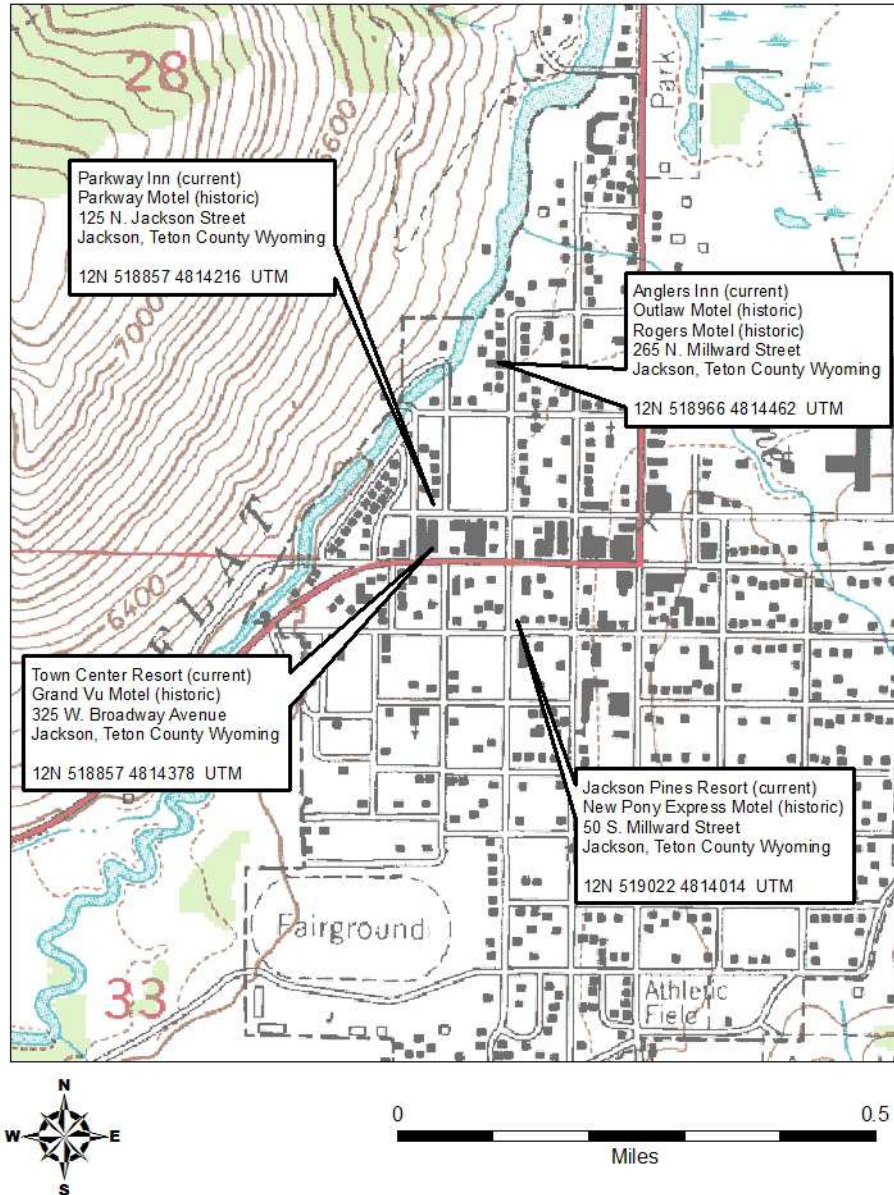 28
6600
Park
Parkway Inn (current)
Parkway Motel (historic)
125 N. Jackson Street
Jackson, Teton County Wyoming
12N 518857 4814216 UTM
Anglers Inn (current)
Outlaw Motel (historic)
Rogers Motel (historic)
265 N. Millward Street
Jackson, Teton County Wyoming
12N 518966 4814462 UTM
7000
FLAT
6400
Town Center Resort (current)
Grand Vu Motel (historic)
325 W. Broadway Avenue
Jackson, Teton County Wyoming
12N 518857 4814378 UTM
Jackson Pines Resort (current)
New Pony Express Motel (historic)
50 S. Millward Street
Jackson, Teton County Wyoming
12N 519022 4814014 UTM
Fairground
33
Athletic
Field
N
W E
S
0 0.5
Miles